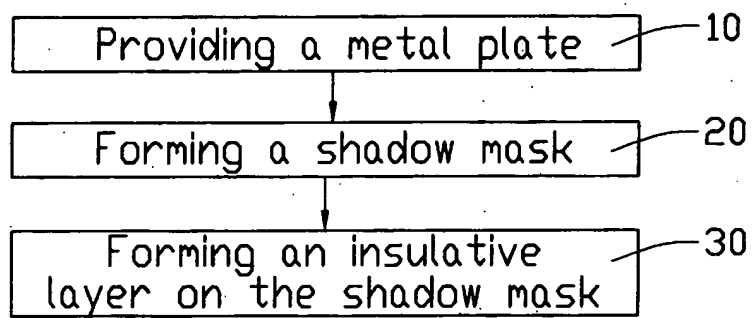 Providing a metal plate
10
Forming a shadow mask
20
Forming an insulative
layer on the shadow mask
30